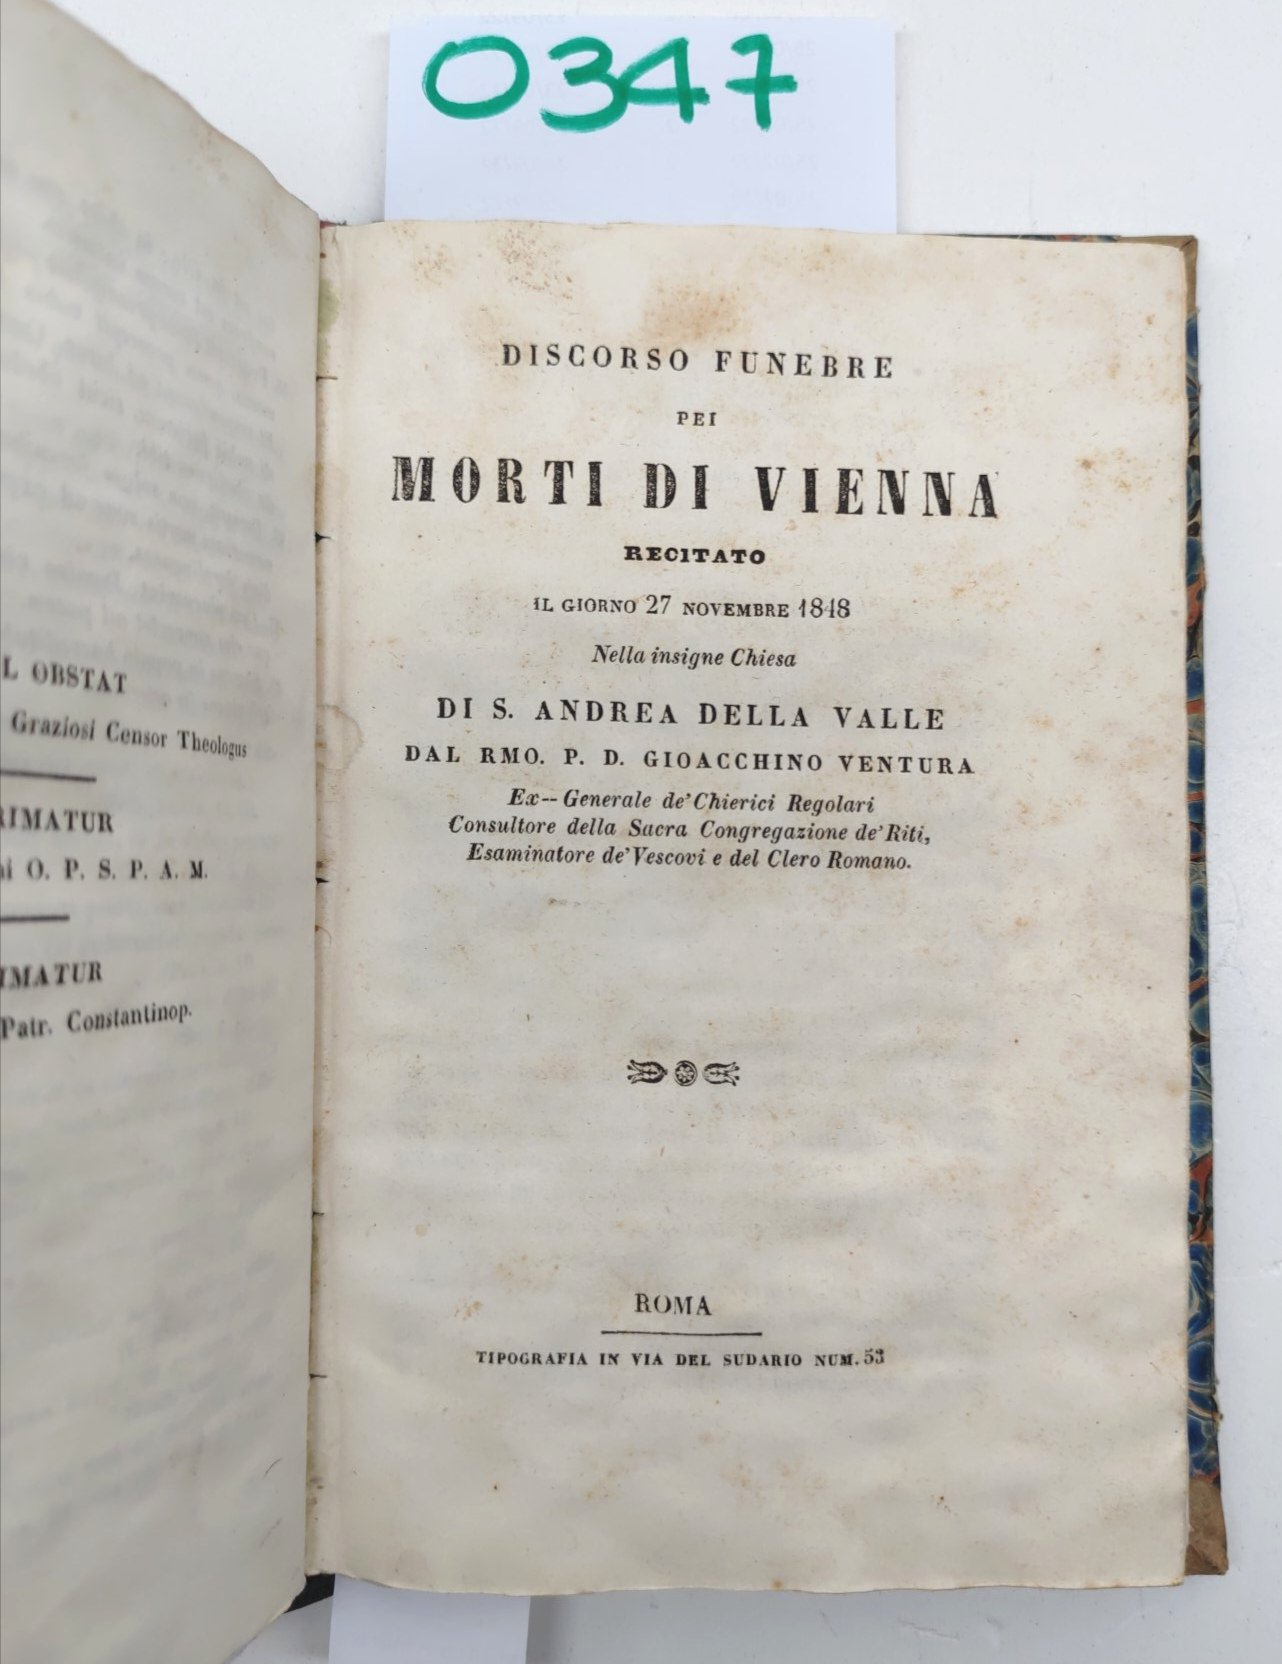 0347
L OBSTAT
Graziosi Censor Theologus
RIMATUR
O. P. S. P. A. M.
IMATUR
Patr. Constantinop.
DISCORSO FUNEBRE
PEI
MORTI DI VIENNA
RECITATO
IL GIORNO 27 NOVEMBRE 1848
Nella insigne Chiesa
DI S. ANDREA DELLA VALLE
DAL RMO. P. D. GIOACCHINO VENTURA
Ex-- Generale de' Chierici Regolari
Consultore della Sacra Congregazione de' Riti,
Esaminatore de' Vescovi e del Clero Romano.
ROMA
TIPOGRAFIA IN VIA DEL SUDARIO NUM. 53